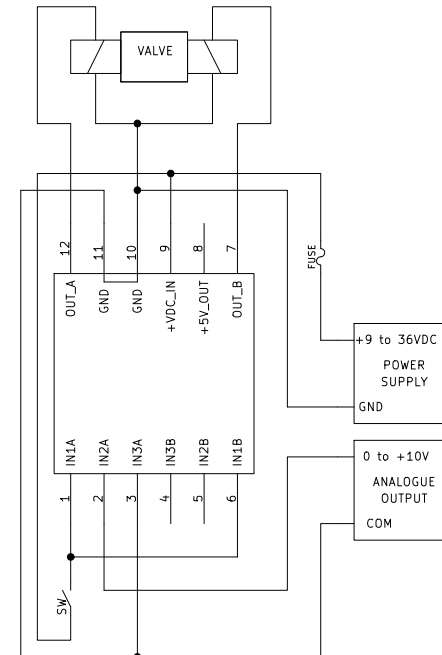 VALVE
12
11
10
9
8
7
OUT_A
GND
GND
+VDC_IN
+5V_OUT
OUT_B
FUSE
+9 to 36VDC
POWER
SUPPLY
GND
IN1A
IN2A
IN3A
IN3B
IN2B
IN1B
1
2
3
4
5
6
0 to +10V
ANALOGUE
OUTPUT
COM
SW